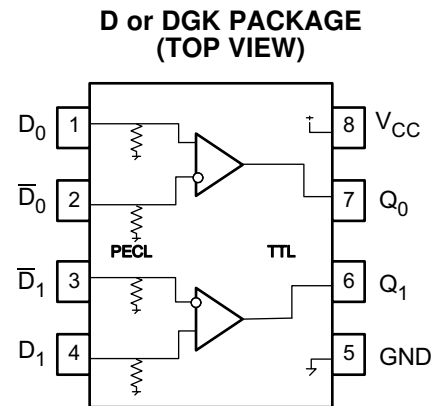 D or DGK PACKAGE
(TOP VIEW)
D0 1
8 VCC
D̅0 2
7 Q0
PECL TTL
D̅1 3
6 Q1
D1 4
5 GND